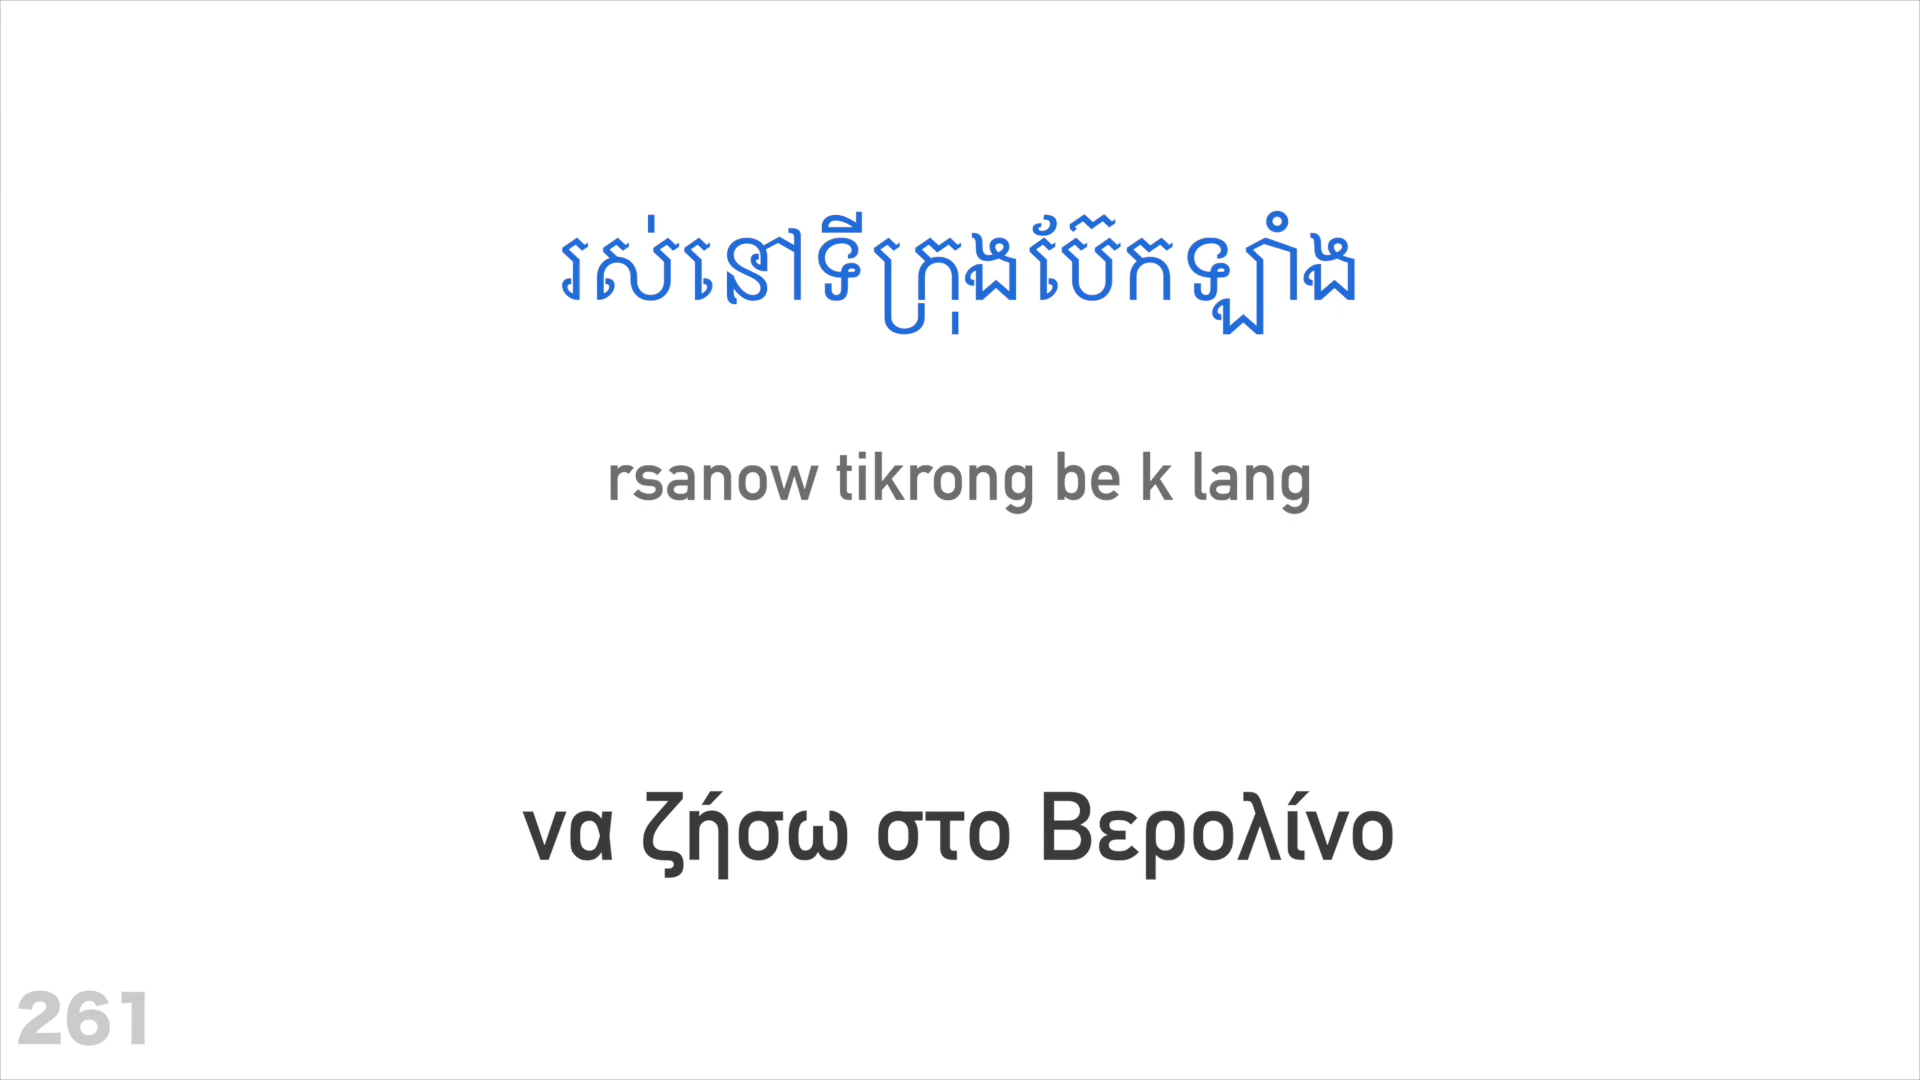 រស់នៅទីក្រុងប៊ែកឡាំង
rsanow tikrong be k lang
να ζήσω στο Βερολίνο
261